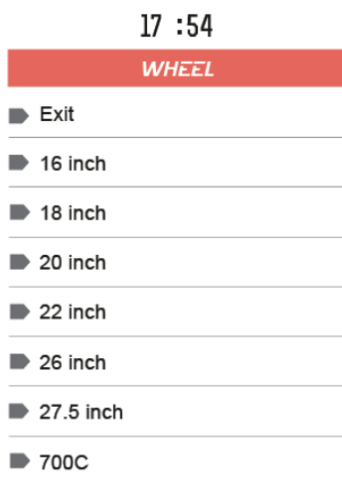 17 :54
WHEEL
Exit
16 inch
18 inch
20 inch
22 inch
26 inch
27.5 inch
700C